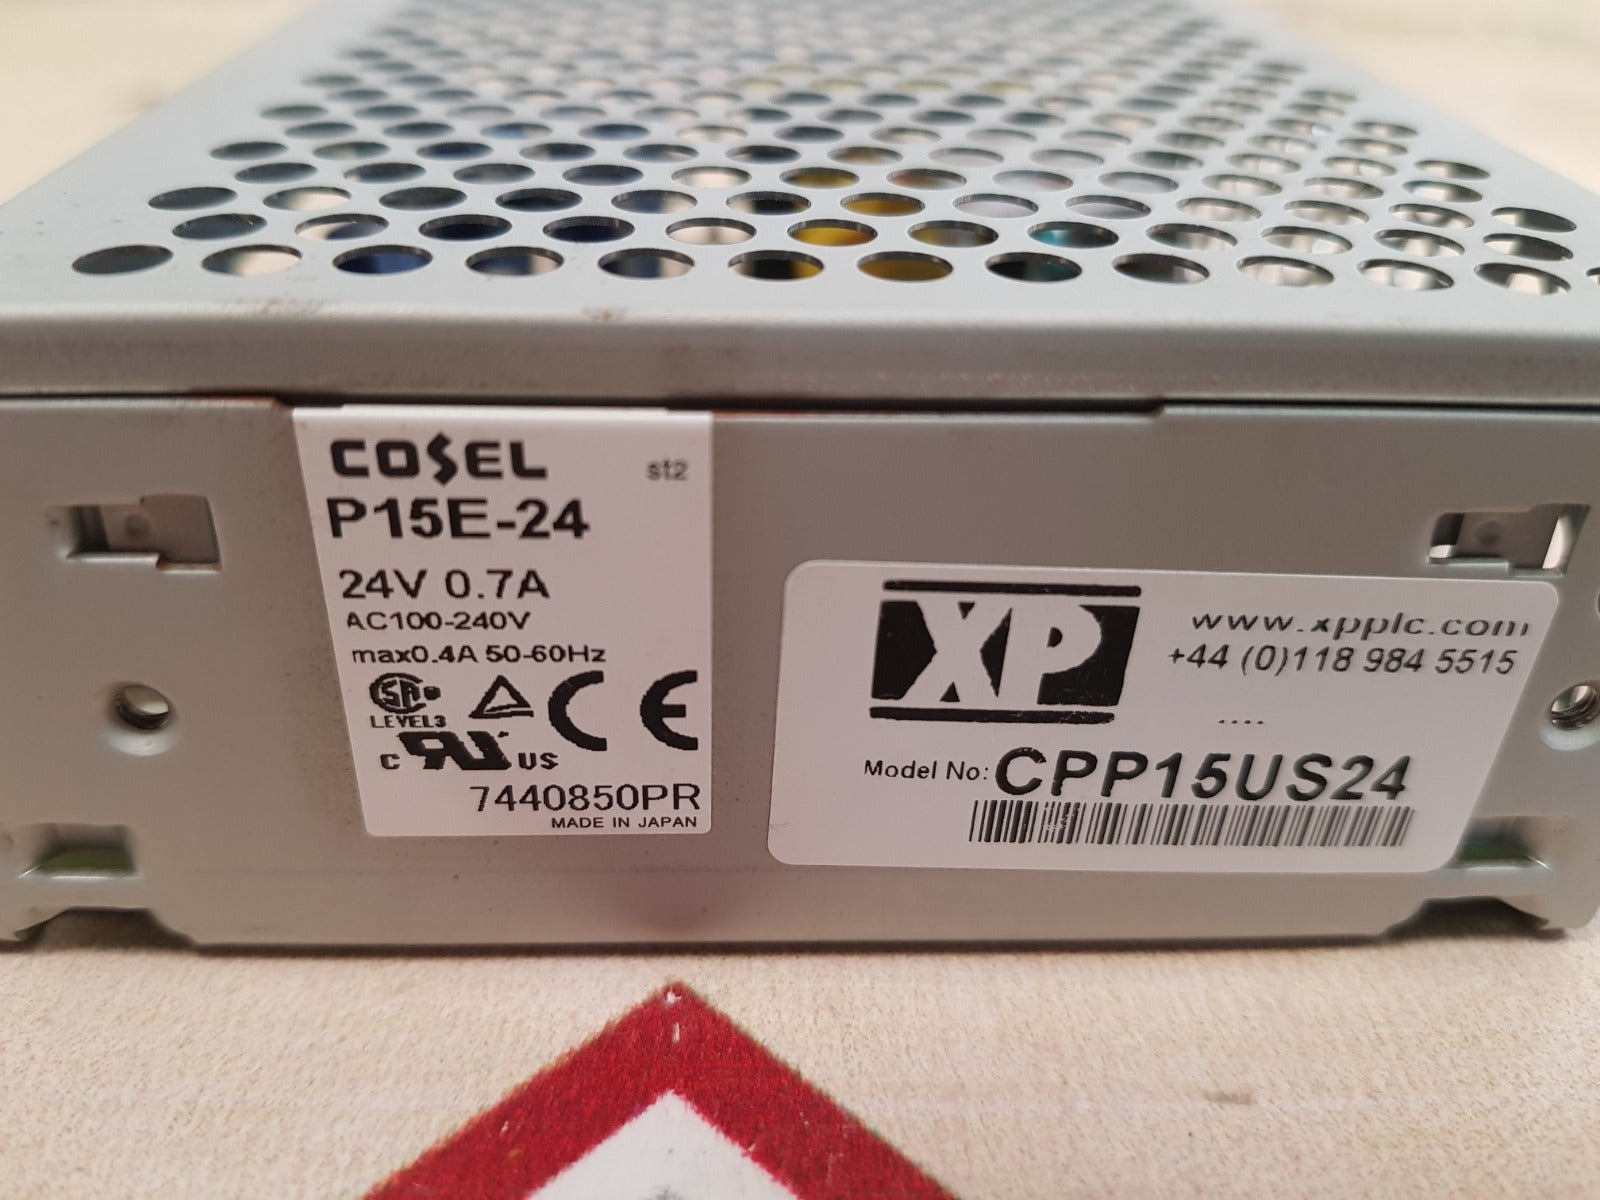 COSEL
st2
P15E-24
24V 0.7A
AC100-240V
max0.4A 50-60Hz
LEVEL3
C US
7440850PR
MADE IN JAPAN
XP
www.xpplc.com
+44 (0)118 984 5515
Model No: CPP15US24